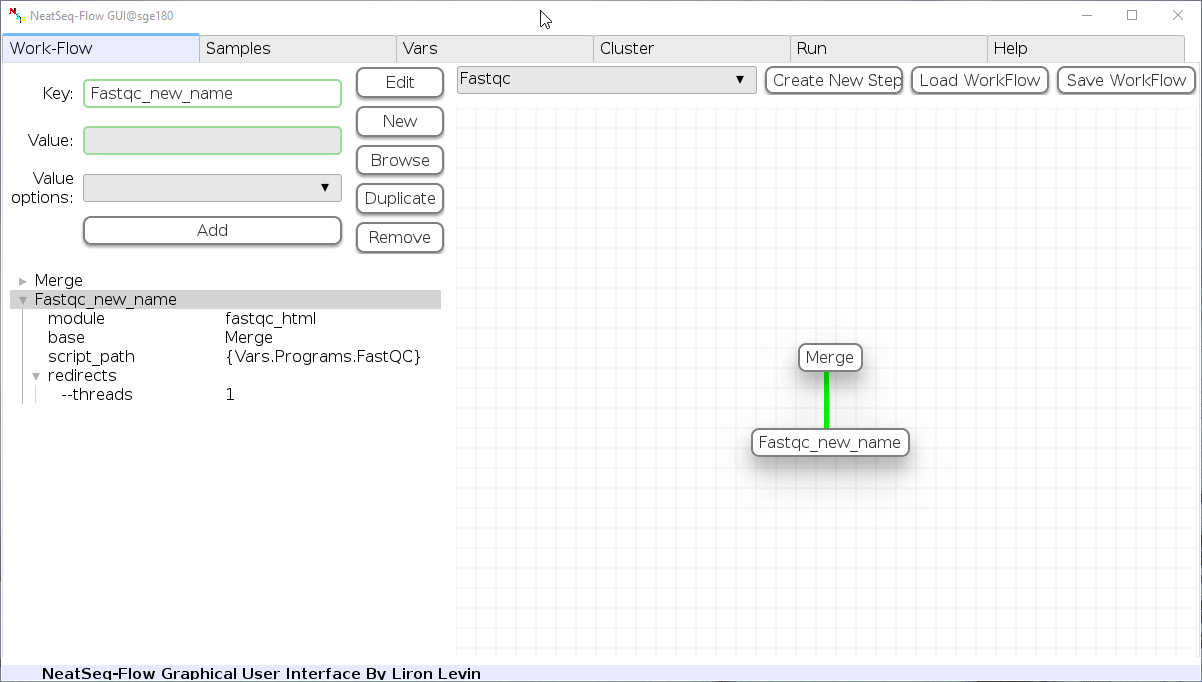 NeatSeq-Flow GUI@sge180
Work-Flow Samples Vars Cluster Run Help
Key: Fastqc_new_name
Value:
Value options:
Add
Edit
New
Browse
Duplicate
Remove
Fastqc Create New Step Load WorkFlow Save WorkFlow
Merge
Fastqc_new_name
module fastqc_html
base Merge
script_path {Vars.Programs.FastQC}
redirects
--threads 1
Merge
Fastqc_new_name
NeatSeq-Flow Graphical User Interface By Liron Levin